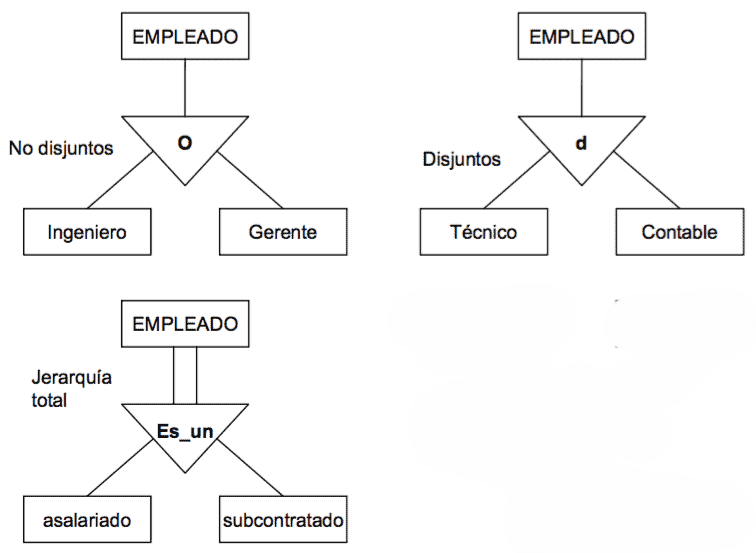 EMPLEADO
No disjuntos
O
Ingeniero
Gerente
EMPLEADO
Disjuntos
d
Técnico
Contable
EMPLEADO
Jerarquía
total
Es_un
asalariado
subcontratado